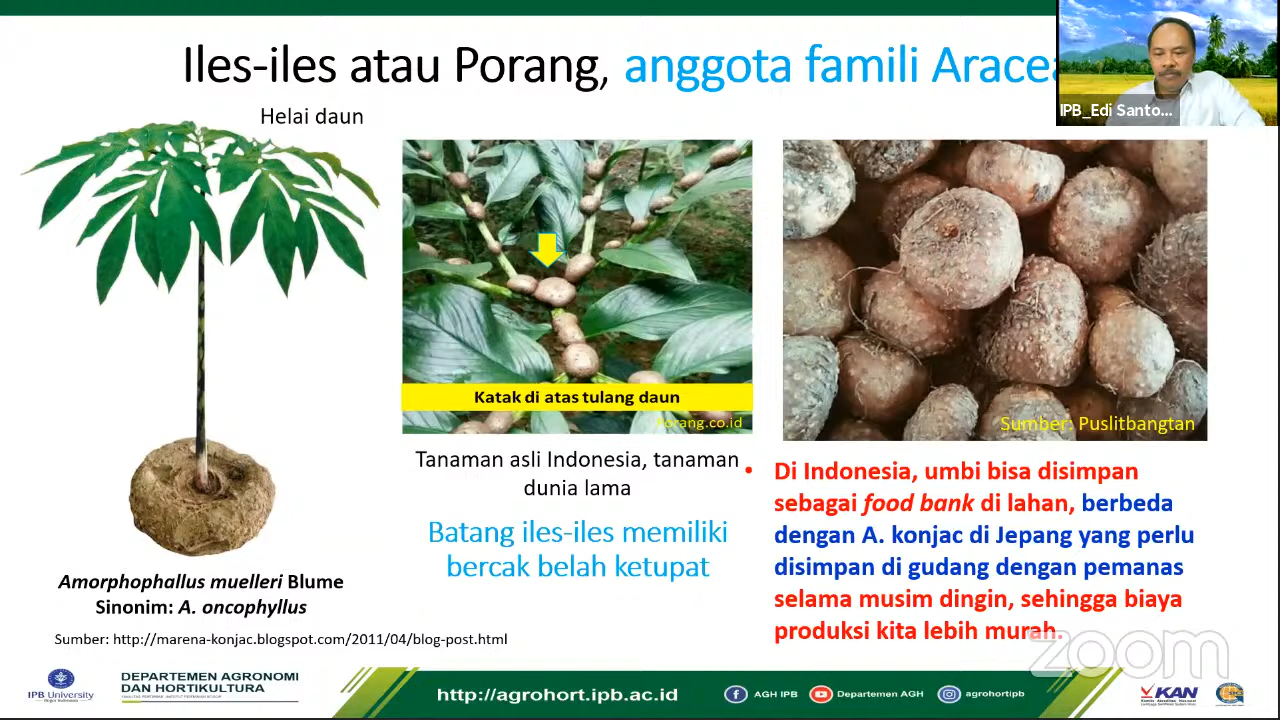 Iles-iles atau Porang, anggota famili Aracea
IPB_Edi Santo...
Helai daun
Katak di atas tulang daun
Porang.co.id
Sumber: Puslitbangtan
Tanaman asli Indonesia, tanaman
dunia lama
Batang iles-iles memiliki
bercak belah ketupat
• Di Indonesia, umbi bisa disimpan
sebagai food bank di lahan, berbeda
dengan A. konjac di Jepang yang perlu
disimpan di gudang dengan pemanas
selama musim dingin, sehingga biaya
produksi kita lebih murah.
Amorphophallus muelleri Blume
Sinonim: A. oncophyllus
Sumber: http://marena-konjac.blogspot.com/2011/04/blog-post.html
zoom
IPB University
Bogor Indonesia
DEPARTEMEN AGRONOMI
DAN HORTIKULTURA
http://agrohort.ipb.ac.id
AGH IPB
Departemen AGH
agrohortipb
KAN